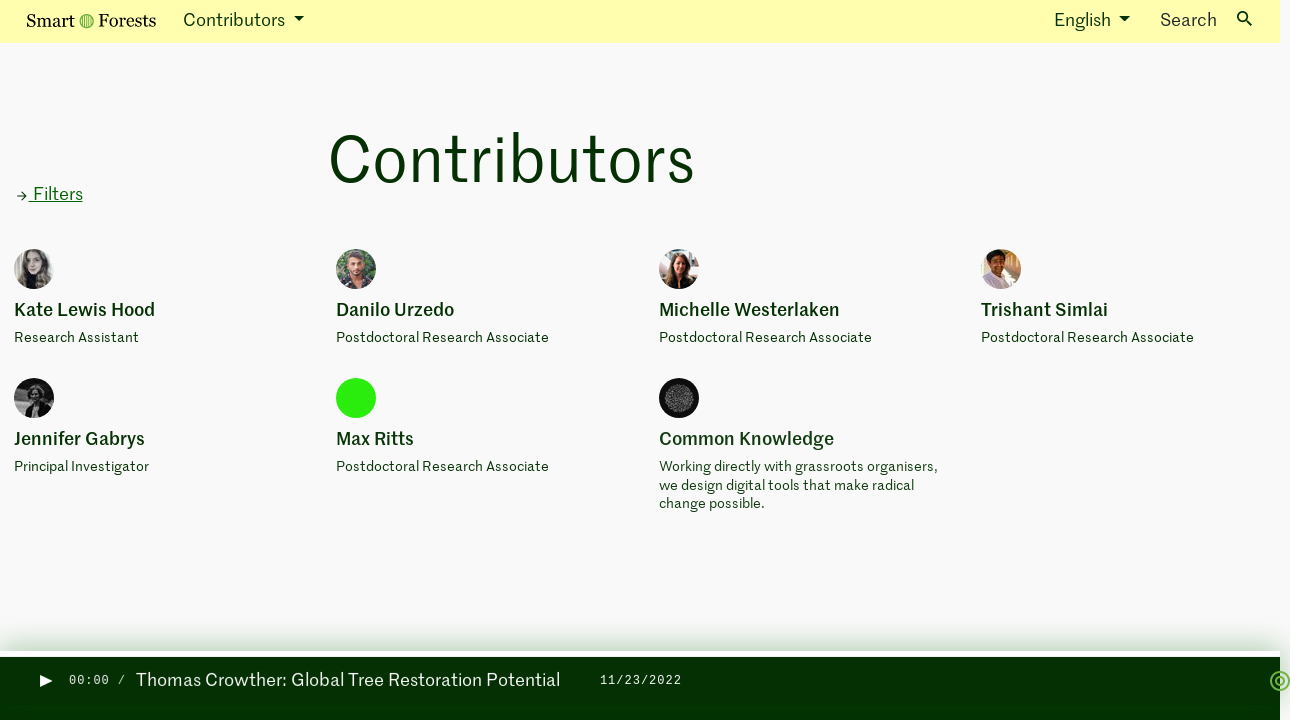 Smart Forests
Contributors
English
Search
Contributors
Filters
Kate Lewis Hood
Research Assistant
Danilo Urzedo
Postdoctoral Research Associate
Michelle Westerlaken
Postdoctoral Research Associate
Trishant Simlai
Postdoctoral Research Associate
Jennifer Gabrys
Principal Investigator
Max Ritts
Postdoctoral Research Associate
Common Knowledge
Working directly with grassroots organisers,
we design digital tools that make radical
change possible.
00:00 / Thomas Crowther: Global Tree Restoration Potential 11/23/2022